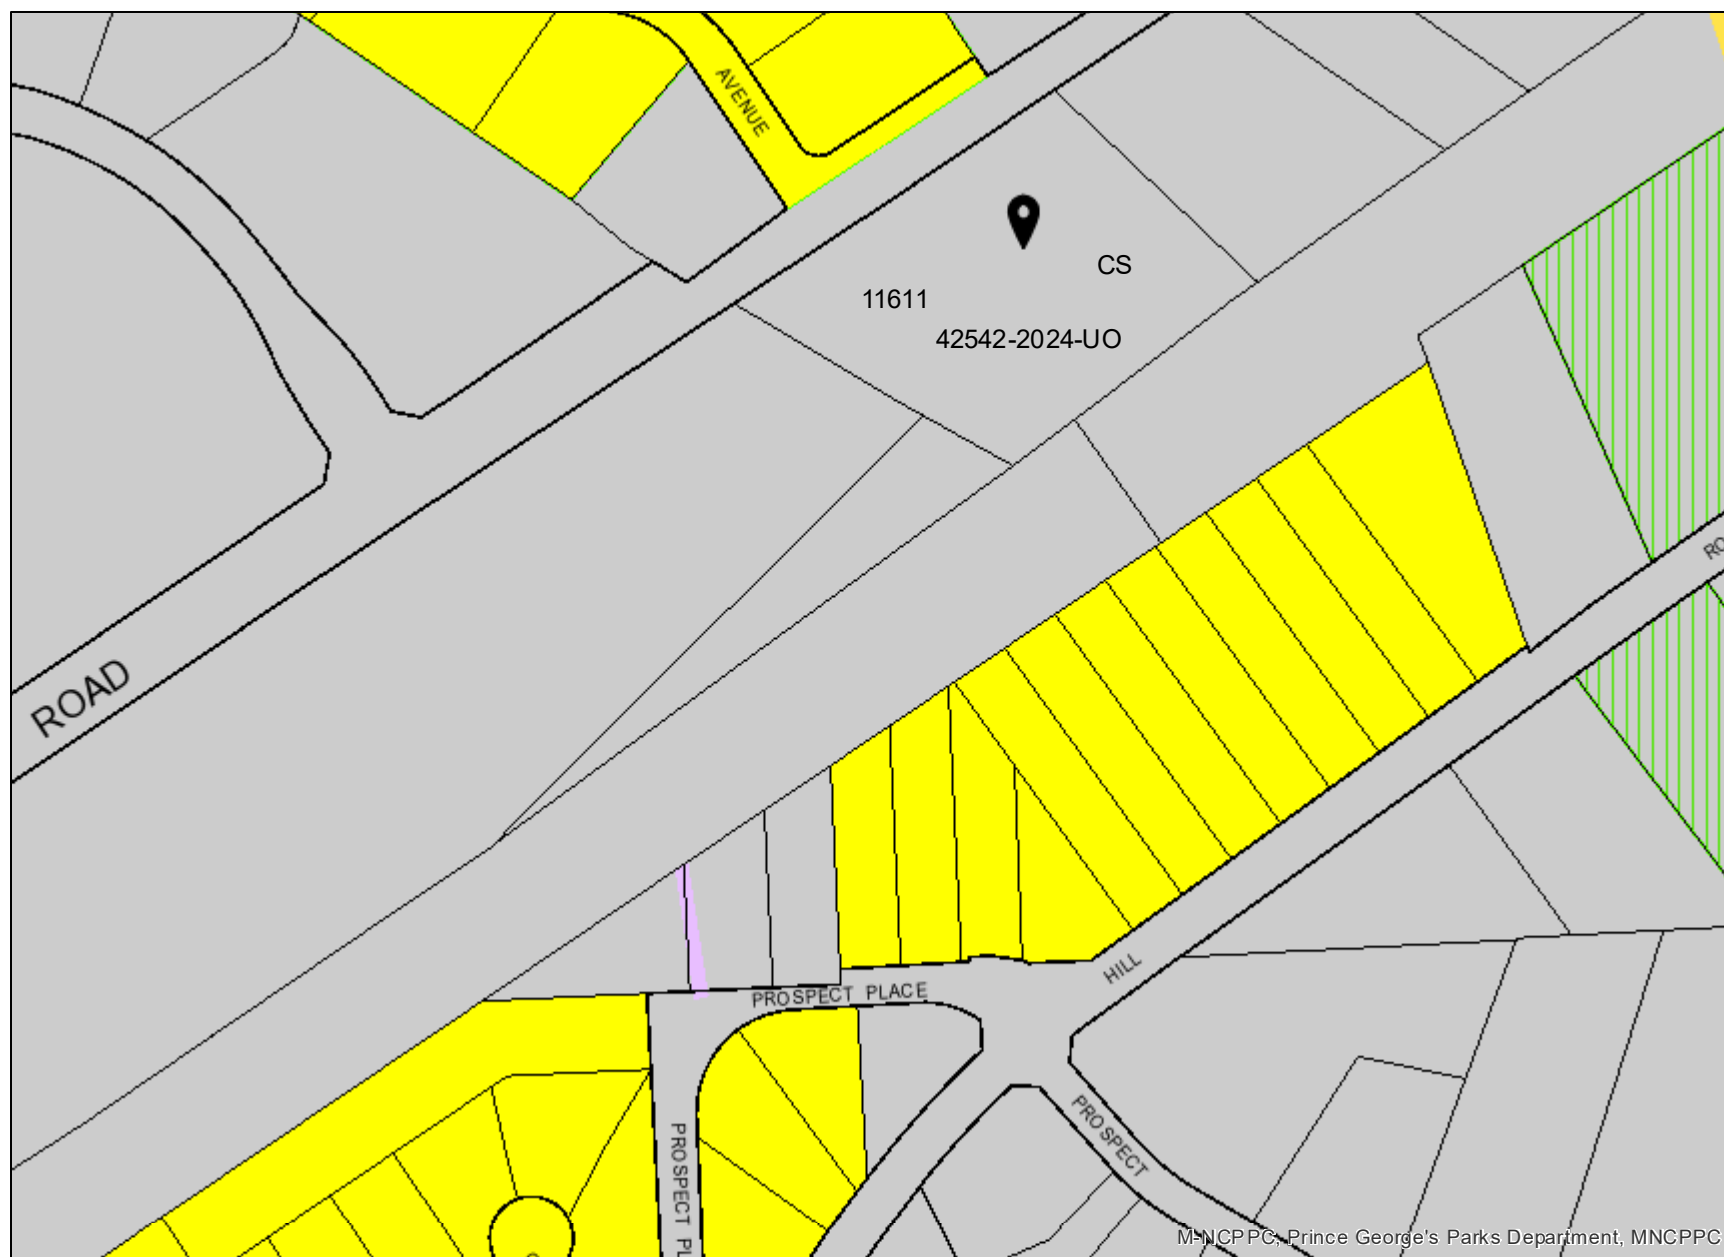 AVENUE
CS
11611
42542-2024-UO
ROAD
HILL
PROSPECT PLACE
PROSPECT
PROSPECT PL
M-NCPPC, Prince George's Parks Department, MNCPPC